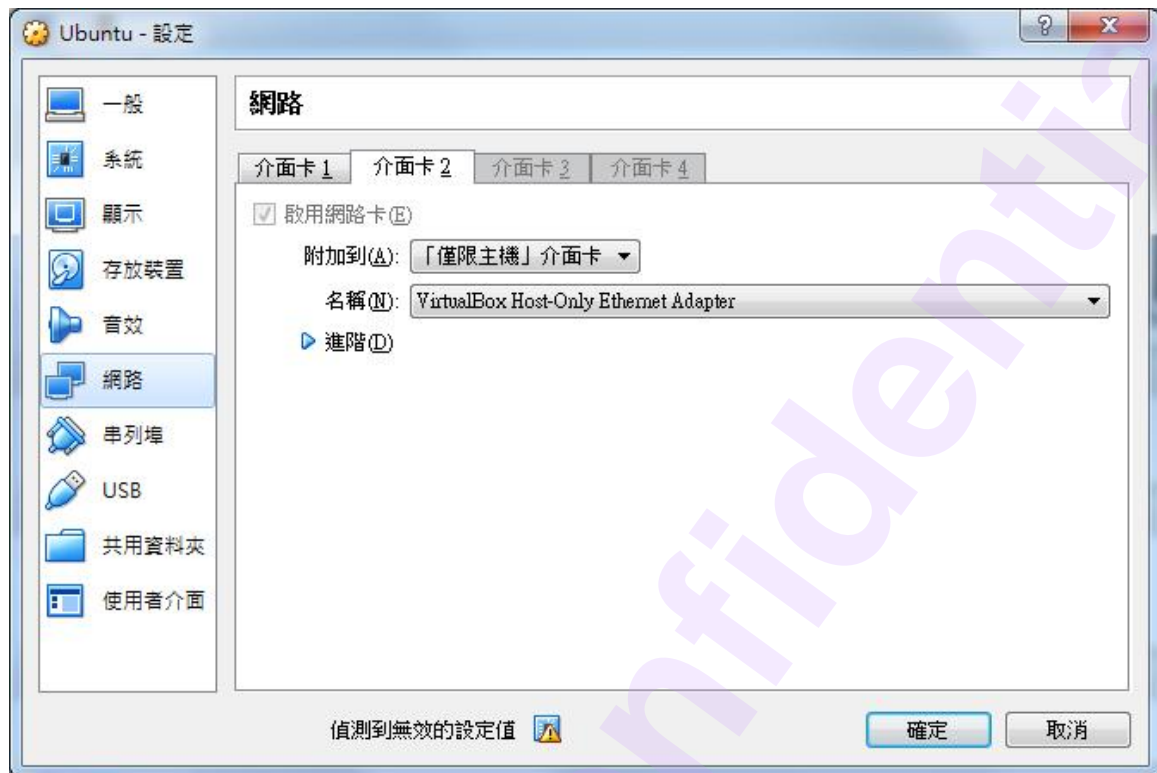 Ubuntu - 設定
一般
系統
顯示
存放裝置
音效
網路
串列埠
USB
共用資料夾
使用者介面
網路
介面卡 1 介面卡 2 介面卡 3 介面卡 4
啟用網路卡(E)
附加到(A): 「僅限主機」介面卡
名稱(N): VirtualBox Host-Only Ethernet Adapter
進階(D)
偵測到無效的設定值
確定 取消
nfidentia